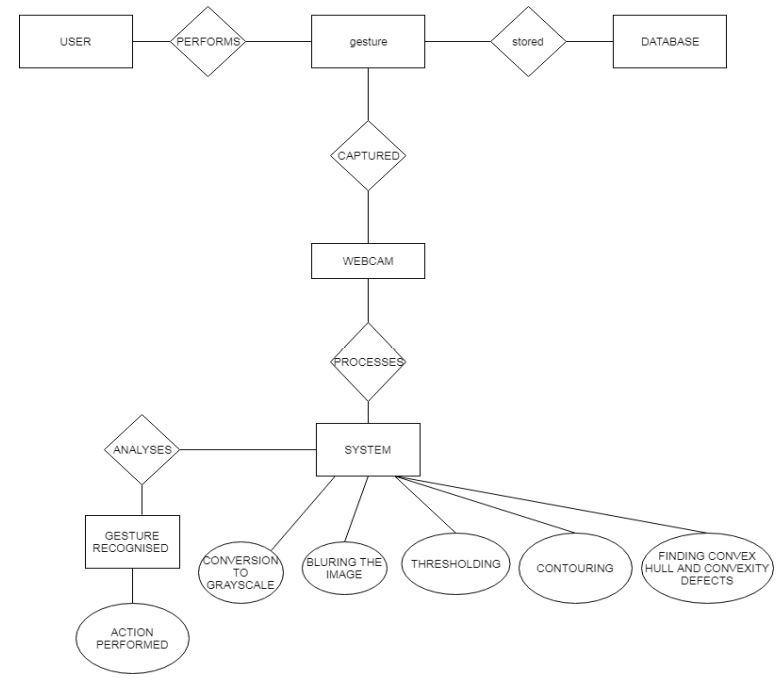 USER
PERFORMS
gesture
stored
DATABASE
CAPTURED
WEBCAM
PROCESSES
SYSTEM
ANALYSES
GESTURE
RECOGNISED
ACTION
PERFORMED
CONVERSION
TO
GRAYSCALE
BLURING THE
IMAGE
THRESHOLDING
CONTOURING
FINDING CONVEX
HULL AND CONVEXITY
DEFECTS